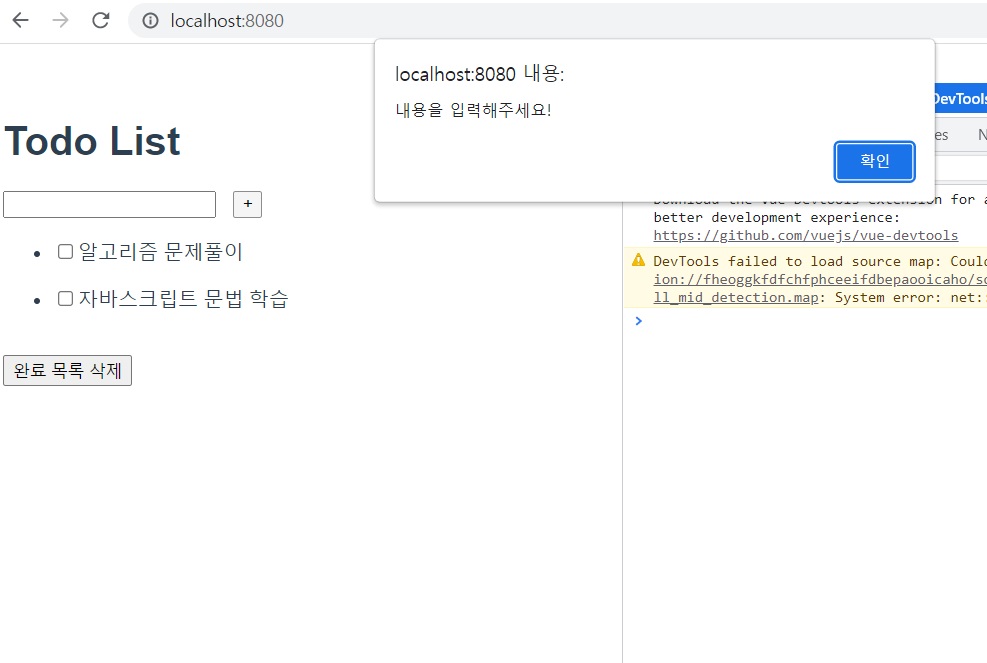 localhost:8080
localhost:8080 내용:
내용을 입력해주세요!
확인
Todo List
+
알고리즘 문제풀이
자바스크립트 문법 학습
완료 목록 삭제
DevTools
Download the Vue Devtools extension for a
better development experience:
https://github.com/vuejs/vue-devtools
DevTools failed to load source map: Could
ion://fheoggkfdfchfphceeifdbepaooicaho/so
ll_mid_detection.map: System error: net: